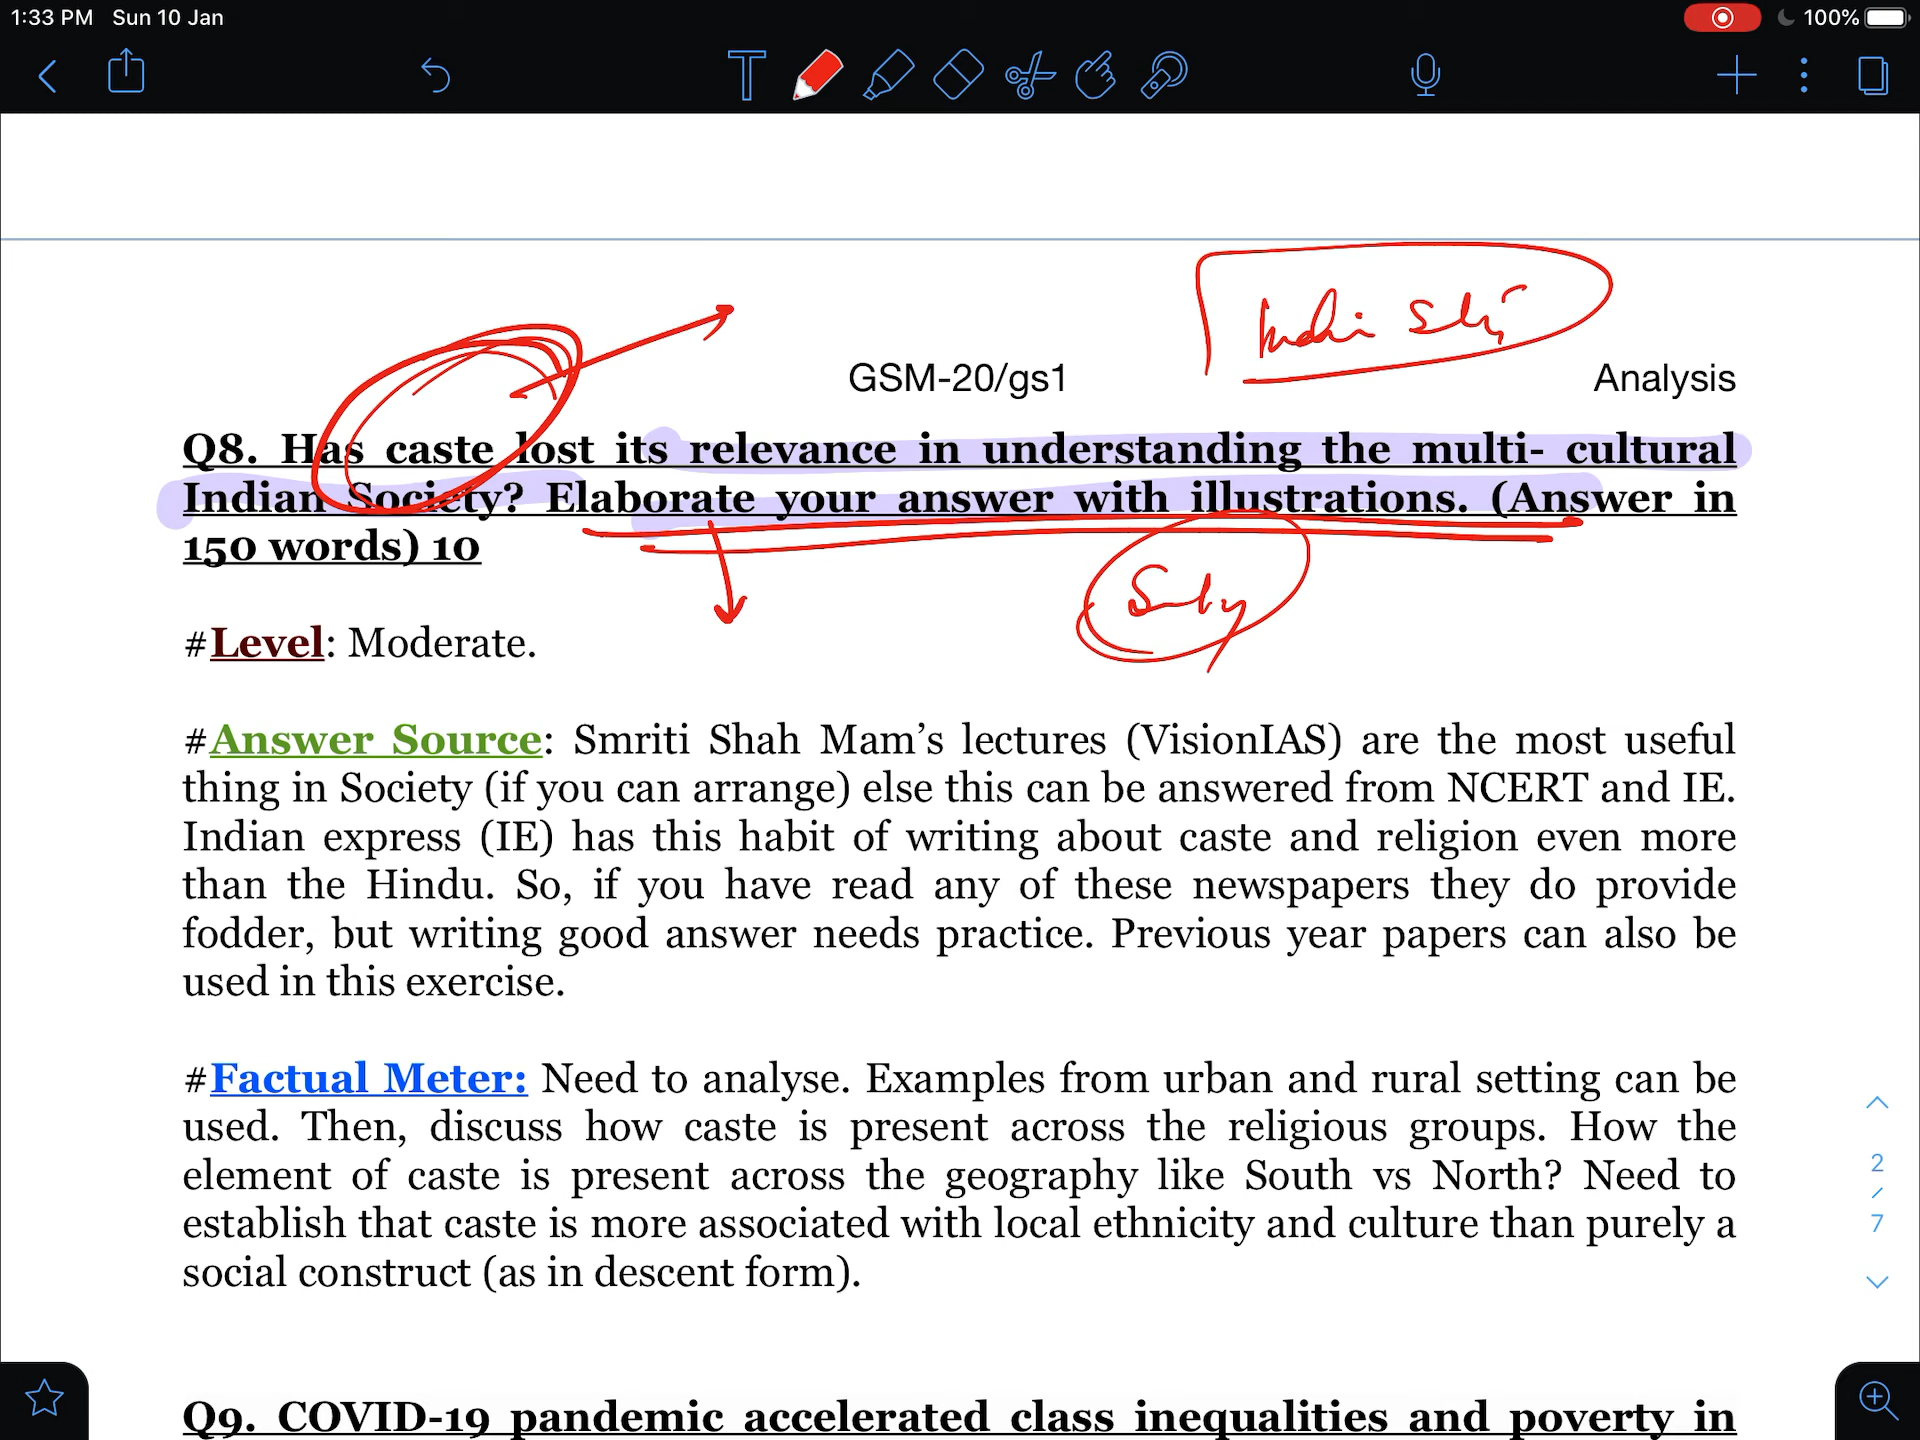 1:33 PM Sun 10 Jan
100%
GSM-20/gs1
Analysis
Q8. Has caste lost its relevance in understanding the multi- cultural
Indian Society? Elaborate your answer with illustrations. (Answer in
150 words) 10
#Level: Moderate.
#Answer Source: Smriti Shah Mam’s lectures (VisionIAS) are the most useful
thing in Society (if you can arrange) else this can be answered from NCERT and IE.
Indian express (IE) has this habit of writing about caste and religion even more
than the Hindu. So, if you have read any of these newspapers they do provide
fodder, but writing good answer needs practice. Previous year papers can also be
used in this exercise.
#Factual Meter: Need to analyse. Examples from urban and rural setting can be
used. Then, discuss how caste is present across the religious groups. How the
element of caste is present across the geography like South vs North? Need to
establish that caste is more associated with local ethnicity and culture than purely a
social construct (as in descent form).
2
/
7
Q9. COVID-19 pandemic accelerated class inequalities and poverty in